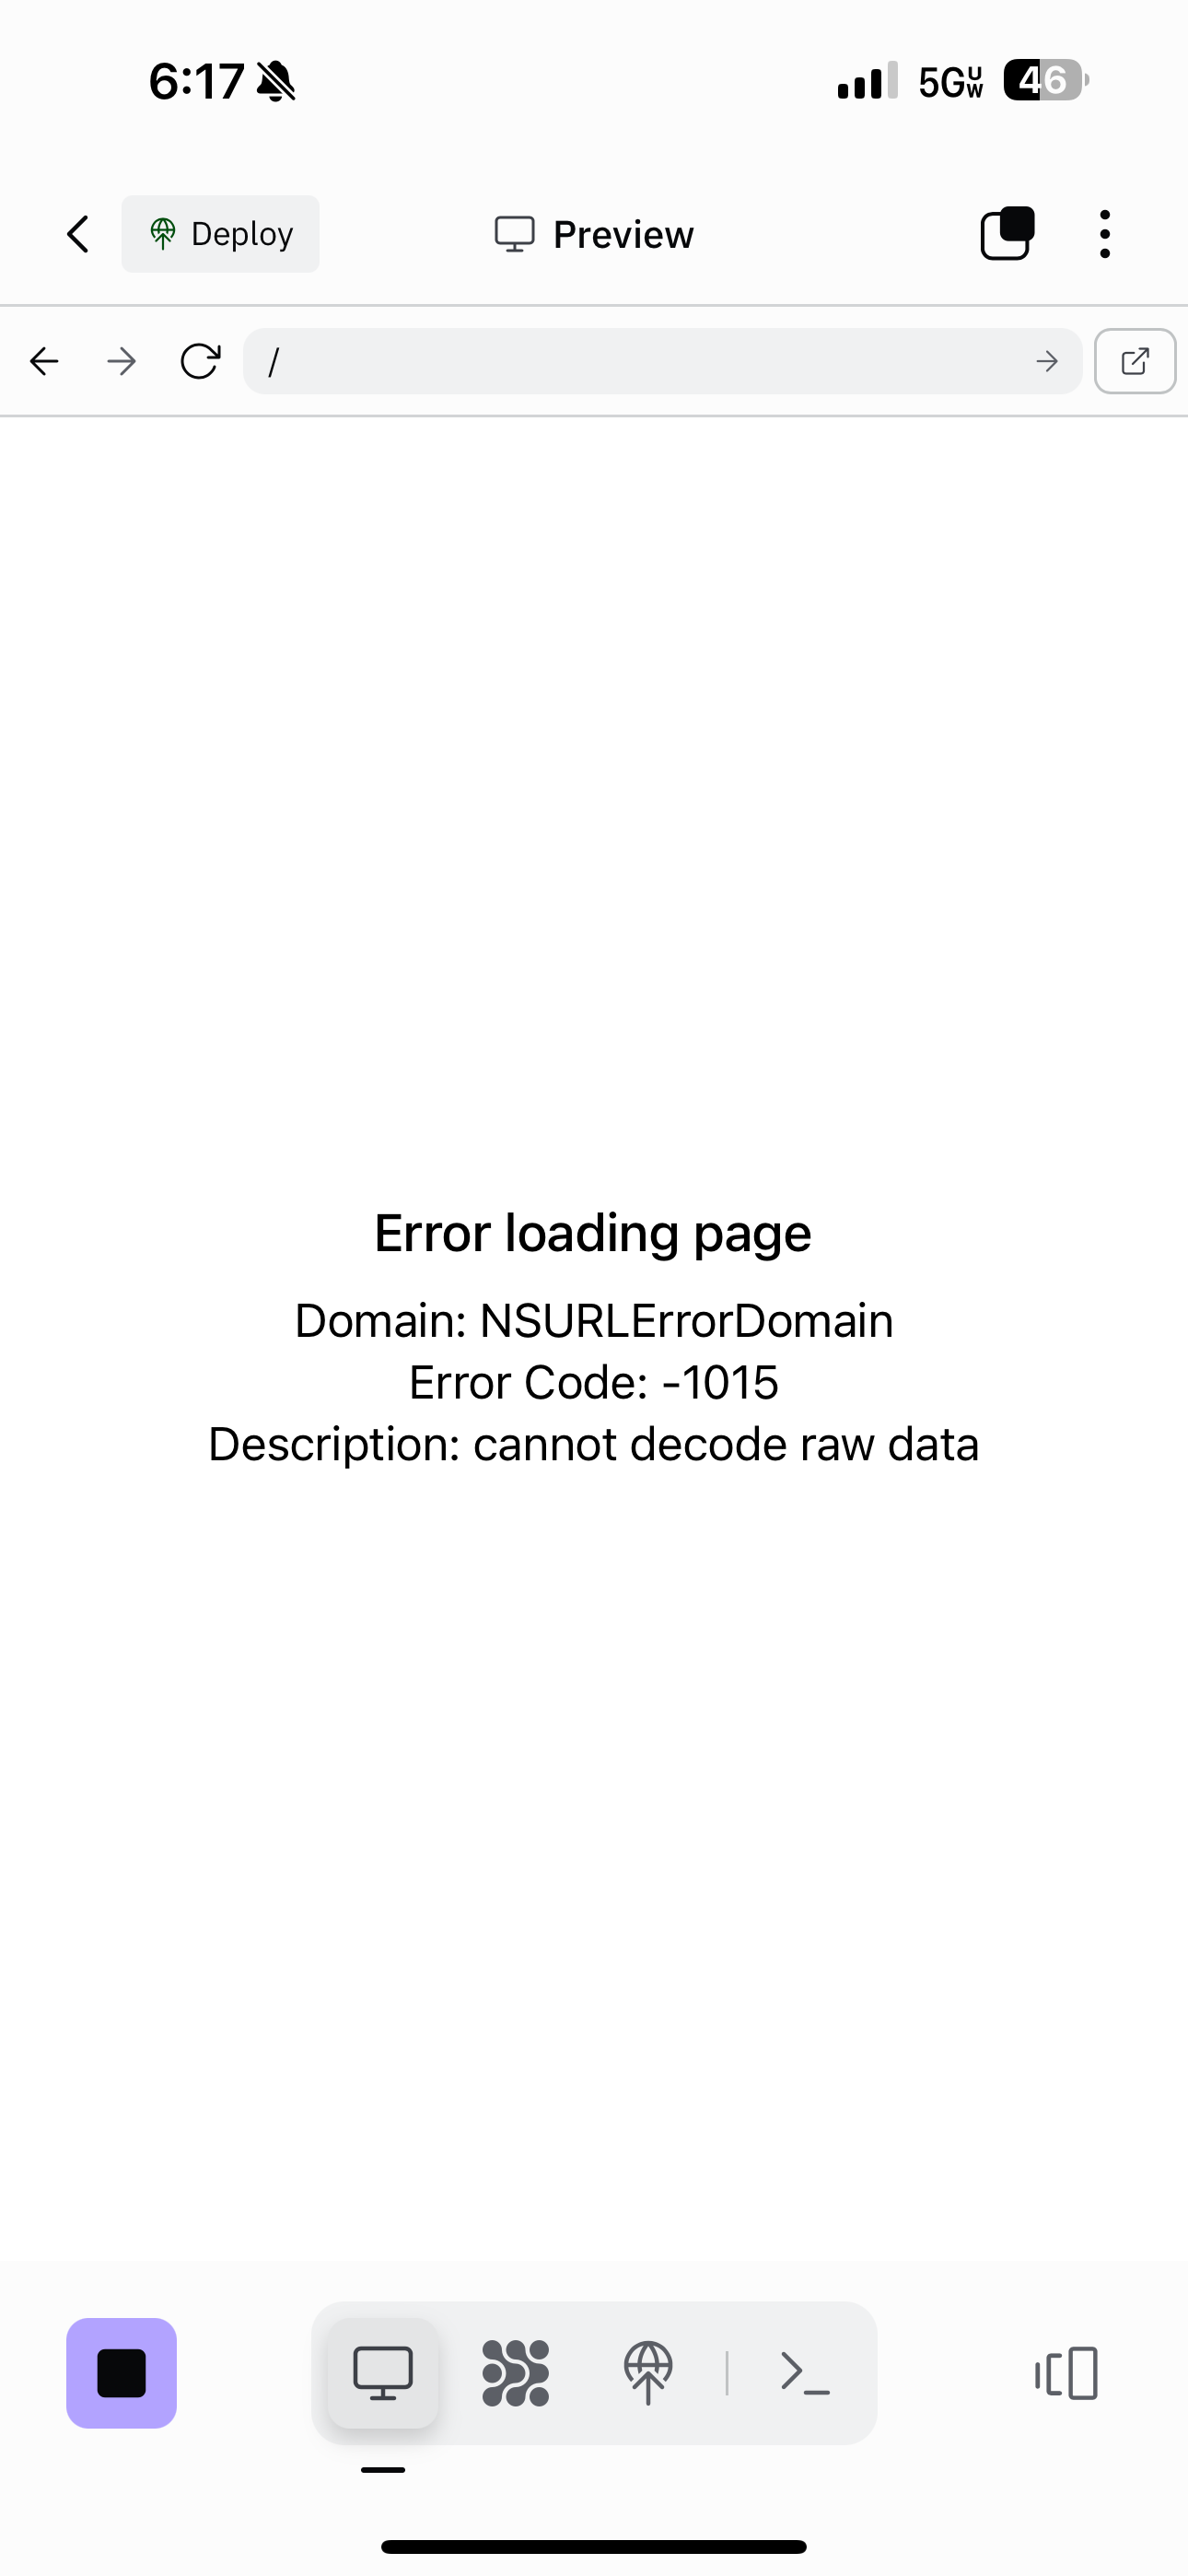 6:17
5G UW
46
Deploy
Preview
/
Error loading page
Domain: NSURLErrorDomain
Error Code: -1015
Description: cannot decode raw data